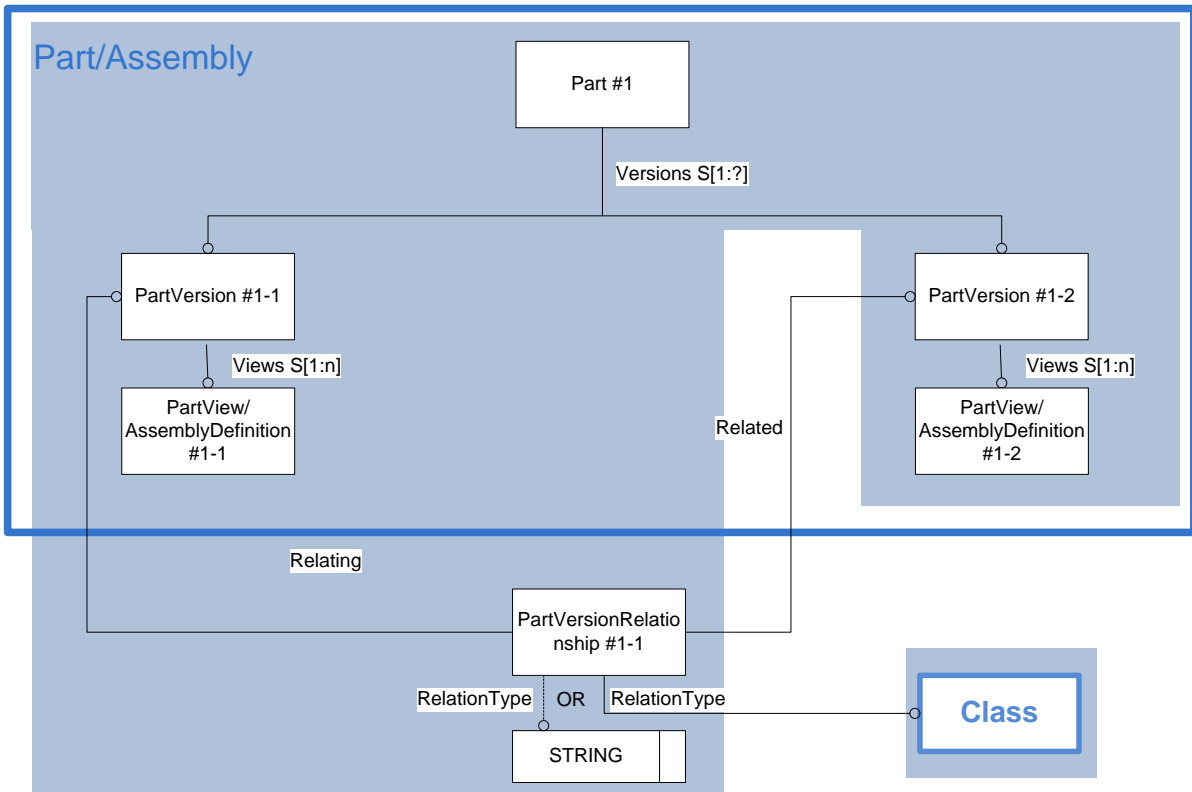 Part/Assembly
Part #1
Versions S[1:?]
PartVersion #1-1
PartVersion #1-2
Views S[1:n]
Views S[1:n]
PartView/
AssemblyDefinition
#1-1
PartView/
AssemblyDefinition
#1-2
Related
Relating
PartVersionRelatio
nship #1-1
RelationType
OR
RelationType
Class
STRING